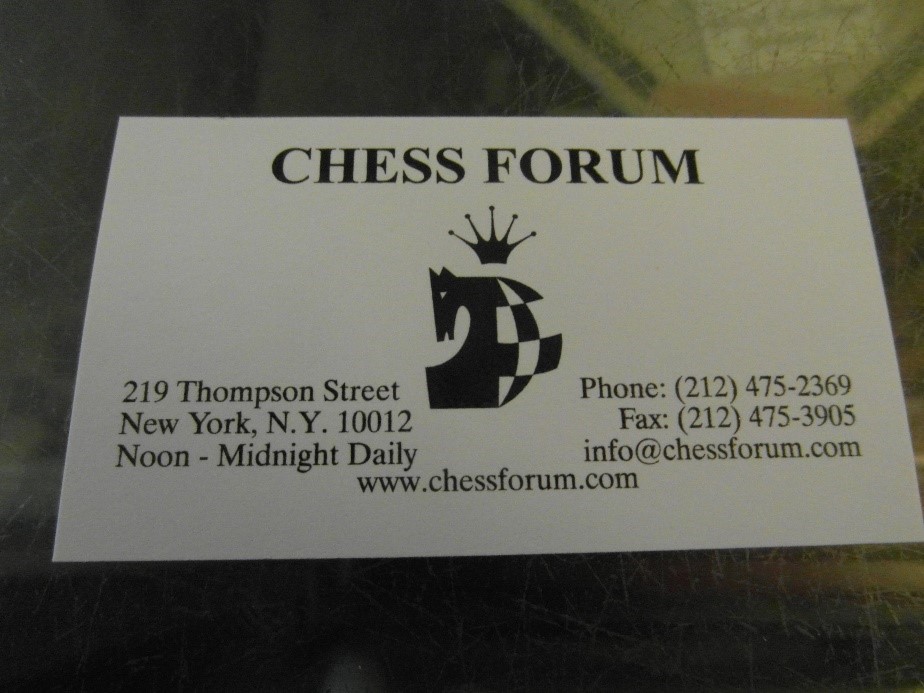 CHESS FORUM
219 Thompson Street
New York, N.Y. 10012
Noon - Midnight Daily
Phone: (212) 475-2369
Fax: (212) 475-3905
info@chessforum.com
www.chessforum.com